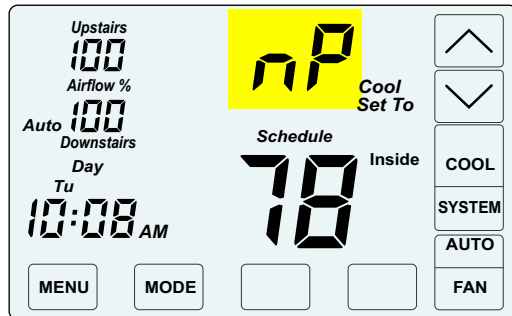 Upstairs
100
Airflow %
Auto 100
Downstairs
Day
Tu
10:08 AM
nP
Cool
Set To
Schedule
78 Inside
COOL
SYSTEM
AUTO
FAN
MENU
MODE